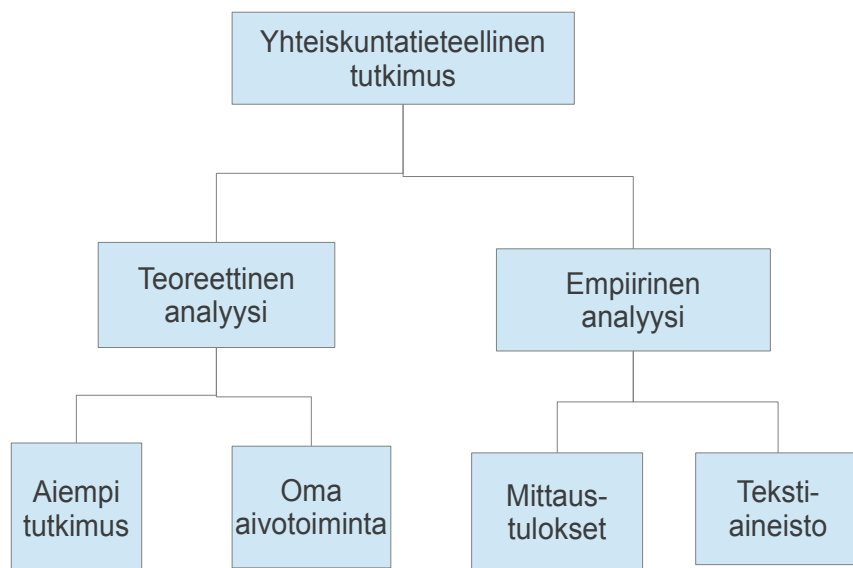 Yhteiskuntatieteellinen
tutkimus
Teoreettinen
analyysi
Empiirinen
analyysi
Aiempi
tutkimus
Oma
aivotoiminta
Mittaus-
tulokset
Teksti-
aineisto